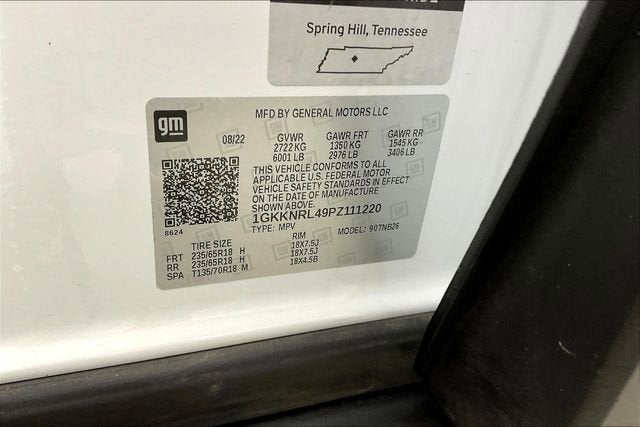 Spring Hill, Tennessee
gm
MFD BY GENERAL MOTORS LLC
08/22 GVWR GAWR FRT GAWR RR
2722 KG 1350 KG 1545 KG
6001 LB 2976 LB 3406 LB
THIS VEHICLE CONFORMS TO ALL
APPLICABLE U.S. FEDERAL MOTOR
VEHICLE SAFETY STANDARDS IN EFFECT
ON THE DATE OF MANUFACTURE
SHOWN ABOVE.
1GKKNRL49PZ111220
8624
TYPE: MPV MODEL: 90TNB26
TIRE SIZE RIM
FRT 235/65R18 H 18X7.5J
RR 235/65R18 H 18X7.5J
SPA T135/70R18 M 18X4.5B